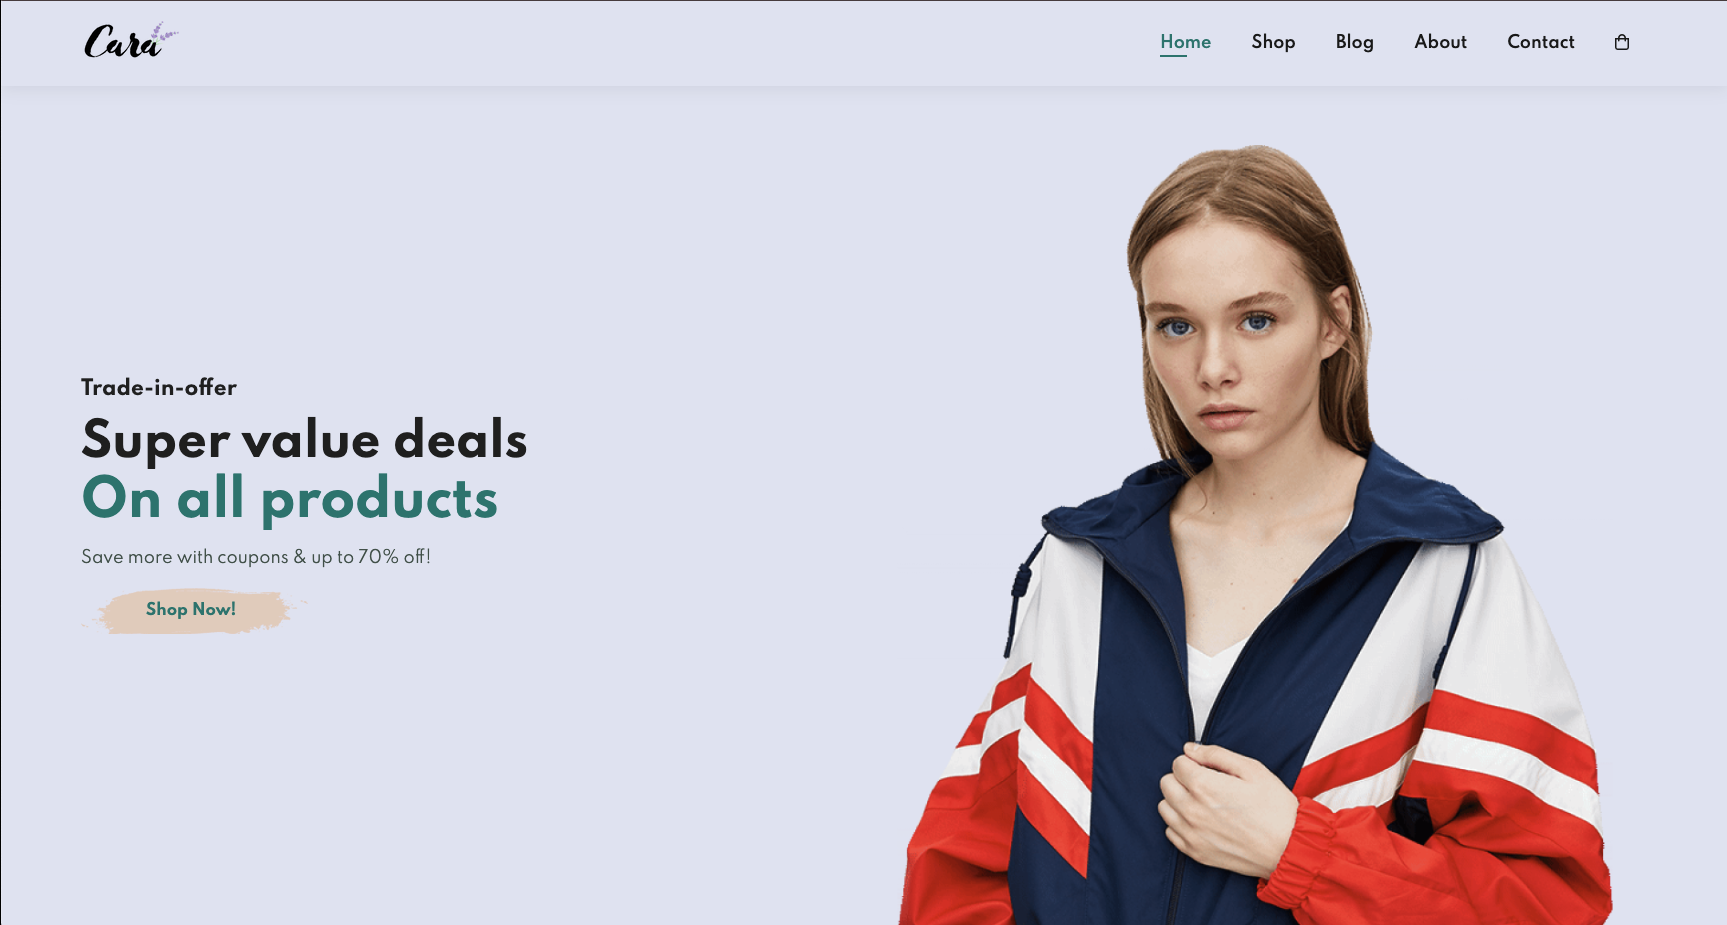 Cara
Home Shop Blog About Contact
Trade-in-offer
Super value deals
On all products
Save more with coupons & up to 70% off!
Shop Now!